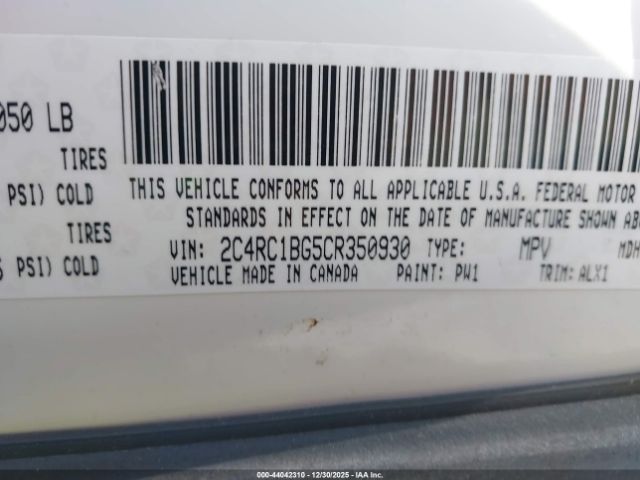 050 LB
TIRES
PSI) COLD
THIS VEHICLE CONFORMS TO ALL APPLICABLE U.S.A. FEDERAL MOTOR
STANDARDS IN EFFECT ON THE DATE OF MANUFACTURE SHOWN
TIRES
VIN: 2C4RC1BG5CR350930 TYPE: MPV MDH
PSI) COLD
VEHICLE MADE IN CANADA PAINT: PW1 TRIM: ALX1
000-44042310 - 12/30/2025 - IAA Inc.